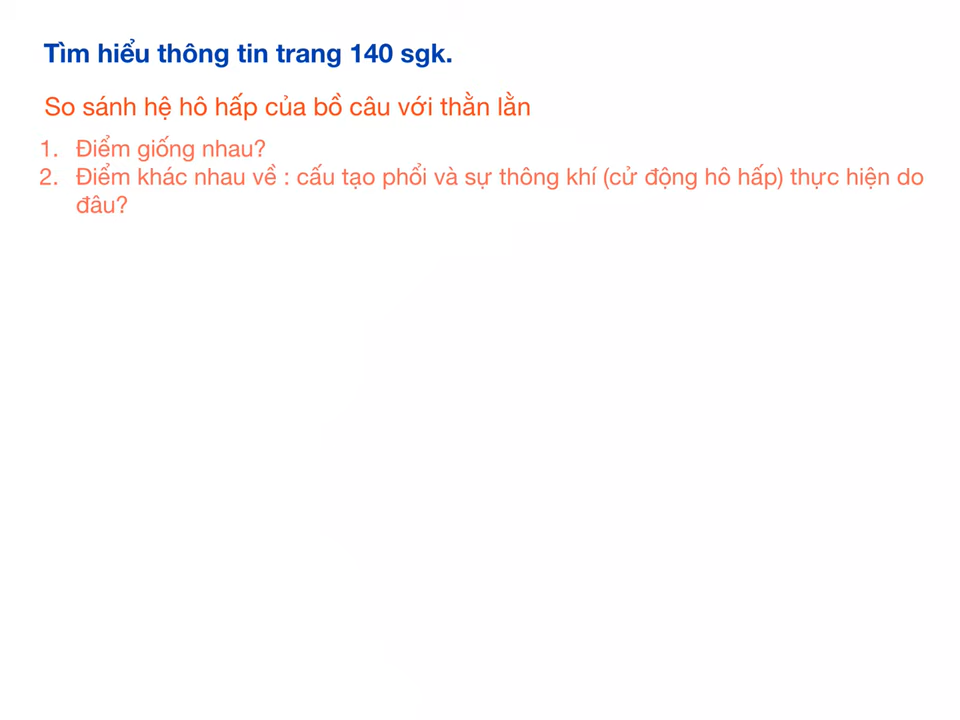 Tìm hiểu thông tin trang 140 sgk.
So sánh hệ hô hấp của bồ câu với thằn lằn
1. Điểm giống nhau?
2. Điểm khác nhau về : cấu tạo phổi và sự thông khí (cử động hô hấp) thực hiện do
đâu?